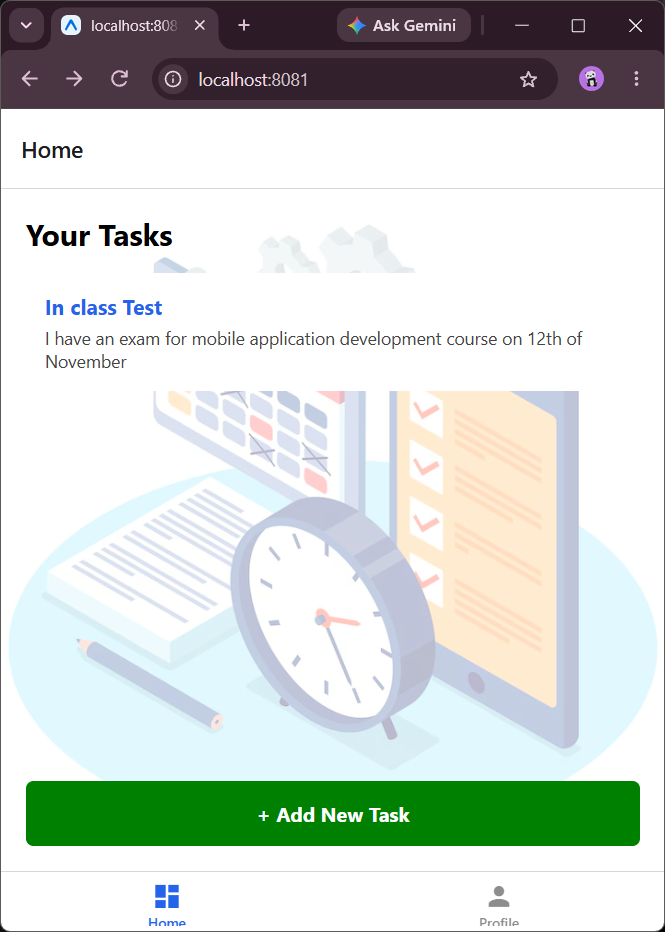 localhost:808
Ask Gemini
localhost:8081
Home
Your Tasks
In class Test
I have an exam for mobile application development course on 12th of
November
+ Add New Task
Home
Profile